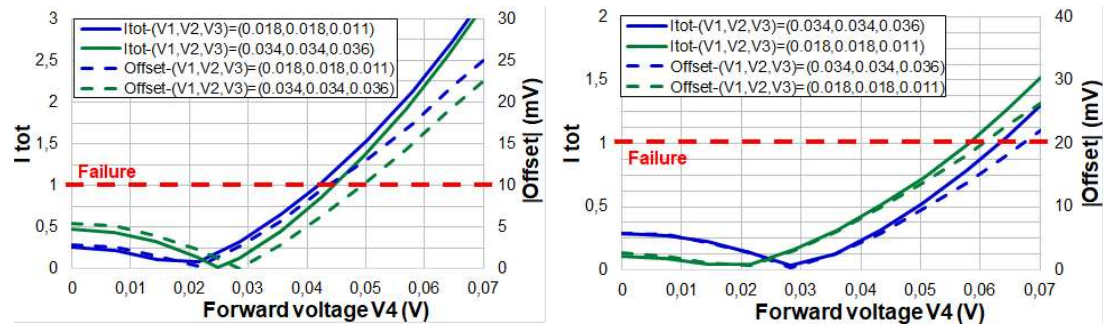 3
30
Itot-(V1,V2,V3)=(0.018,0.018,0.011)
Itot-(V1,V2,V3)=(0.034,0.034,0.036)
Offset-(V1,V2,V3)=(0.018,0.018,0.011)
Offset-(V1,V2,V3)=(0.034,0.034,0.036)
2,5
25
2
20
1,5
15
1
10
0,5
5
0
0
Failure
I tot
|Offset| (mV)
0 0,01 0,02 0,03 0,04 0,05 0,06 0,07
Forward voltage V4 (V)
2
40
Itot-(V1,V2,V3)=(0.034,0.034,0.036)
Itot-(V1,V2,V3)=(0.018,0.018,0.011)
Offset-(V1,V2,V3)=(0.034,0.034,0.036)
Offset-(V1,V2,V3)=(0.018,0.018,0.011)
1,5
30
1
20
0,5
10
0
0
Failure
I tot
|Offset| (mV)
0 0,01 0,02 0,03 0,04 0,05 0,06 0,07
Forward voltage V4 (V)